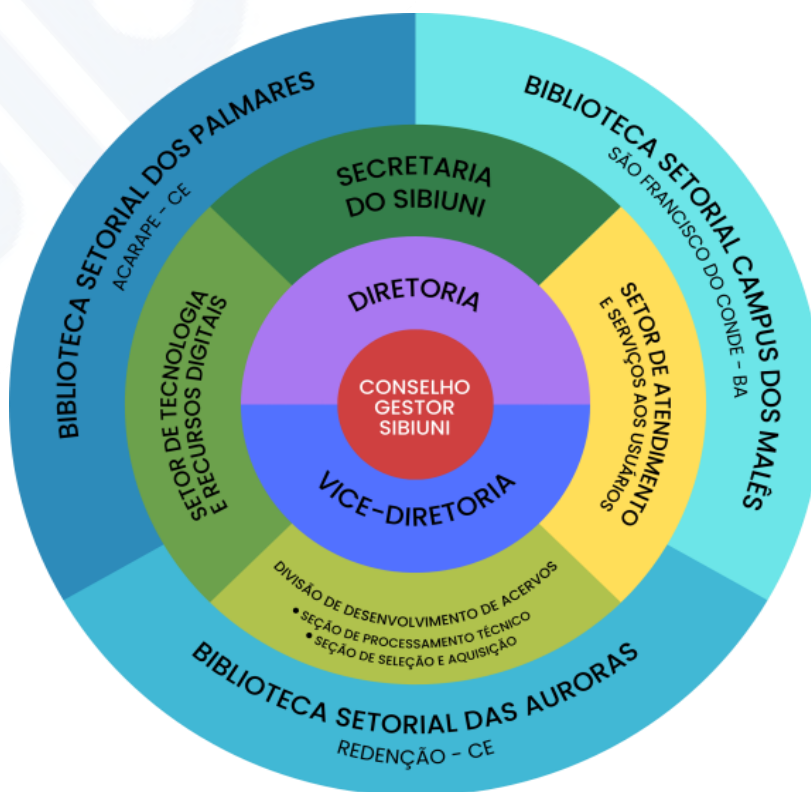 BIBLIOTECA SETORIAL DOS PALMARES
ACARAPE - CE
BIBLIOTECA SETORIAL CAMPUS DOS MALÊS
SÃO FRANCISCO DO CONDE - BA
SECRETARIA
DO SIBIUNI
SETOR DE TECNOLOGIA
E RECURSOS DIGITAIS
DIRETORIA
CONSELHO
GESTOR
SIBIUNI
VICE-DIRETORIA
SETOR DE ATENDIMENTO
E SERVIÇOS AOS USUÁRIOS
DIVISÃO DE DESENVOLVIMENTO DE ACERVOS
• SEÇÃO DE PROCESSAMENTO TÉCNICO
• SEÇÃO DE SELEÇÃO E AQUISIÇÃO
BIBLIOTECA SETORIAL DAS AURORAS
REDENÇÃO - CE